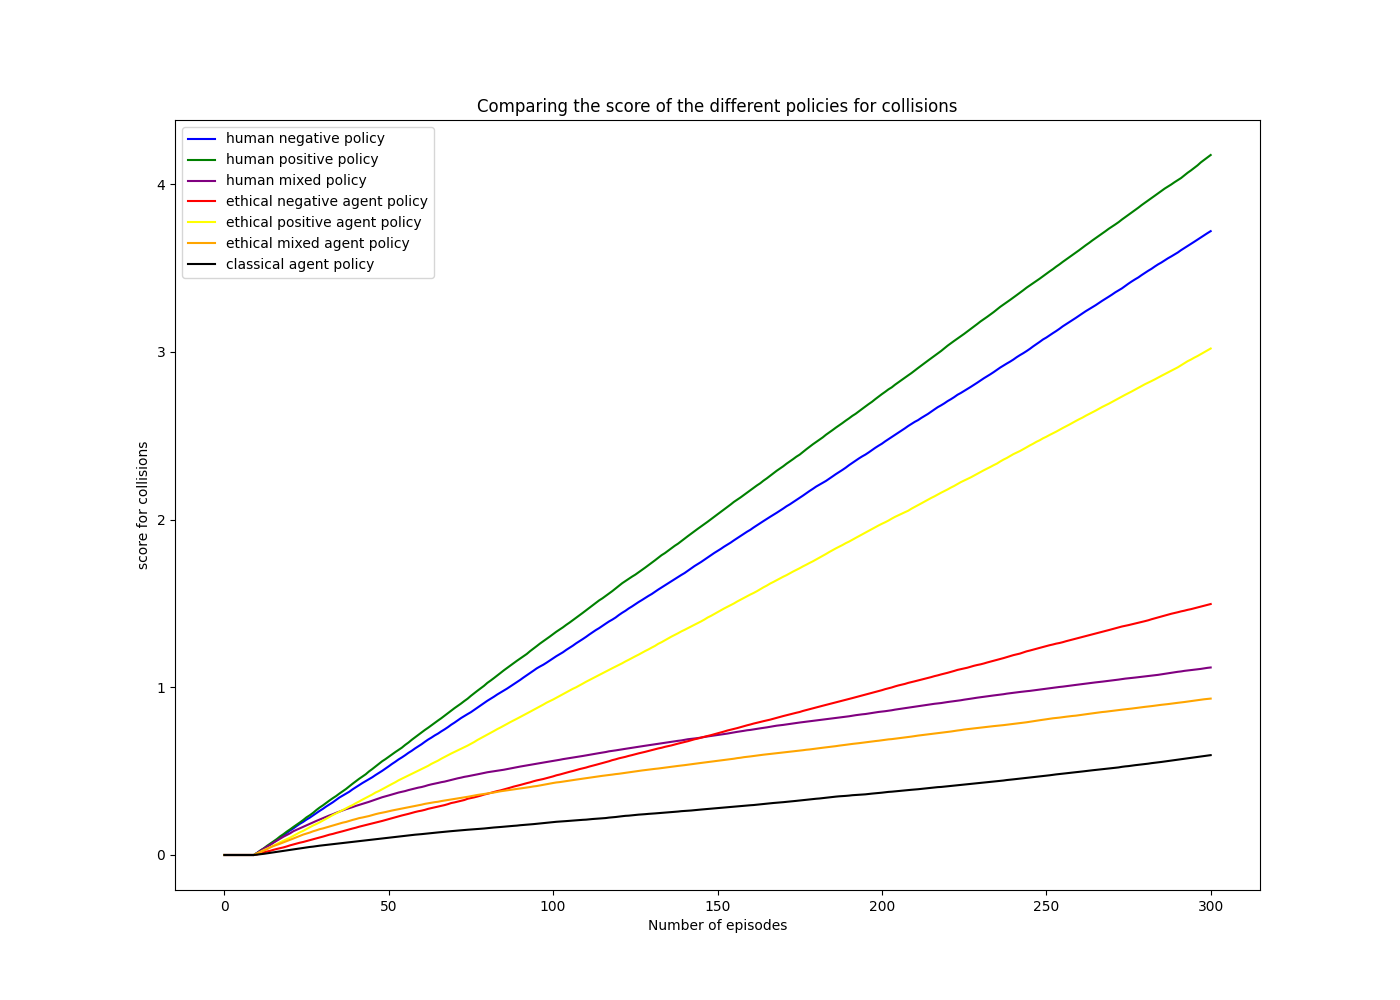 Comparing the score of the different policies for collisions
human negative policy
human positive policy
human mixed policy
ethical negative agent policy
ethical positive agent policy
ethical mixed agent policy
classical agent policy
4
3
2
1
0
score for collisions
0 50 100 150 200 250 300
Number of episodes